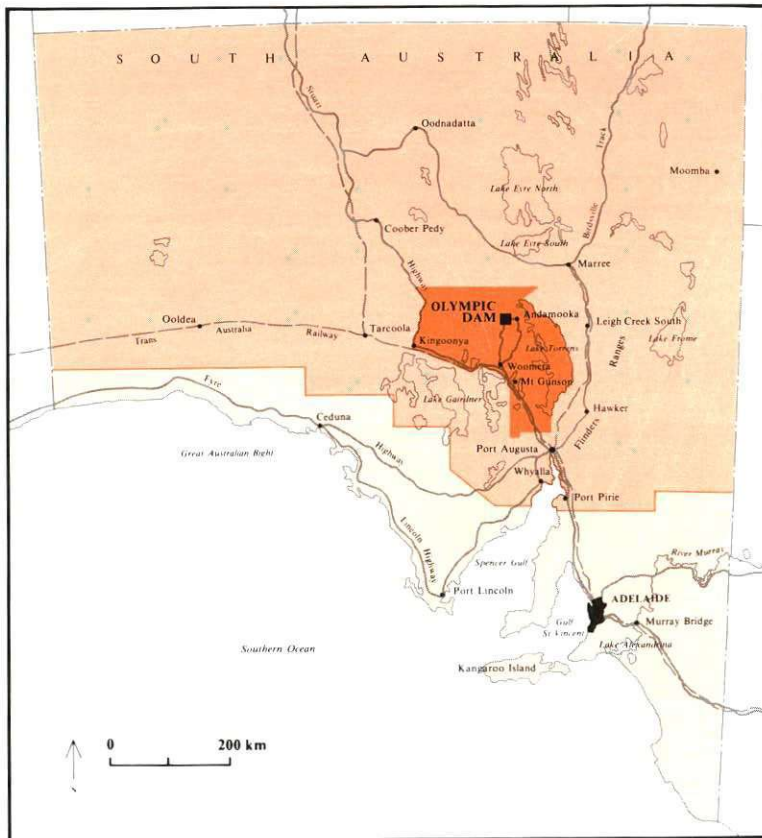 SOUTH AUSTRALIA
Stuart
Oodnadatta
Track
Moomba
Lake Eyre North
Birdsville
Coober Pedy
Lake Eyre South
Highway
Marree
OLYMPIC
DAM
Andamooka
Ooldea
Trans Australia Railway
Tarcoola
Kingoonya
Leigh Creek South
Lake Torrens
Lake Frome
Ranges
Woomera
Mt Gunson
Lake Gairdner
Eyre
Hawker
Ceduna
Flinders
Highway
Port Augusta
Great Australian Bight
Whyalla
Port Pirie
Lincoln Highway
Spencer Gulf
River Murray
Port Lincoln
ADELAIDE
Gulf
St Vincent
Murray Bridge
Southern Ocean
Lake Alexandrina
Kangaroo Island
0 200 km